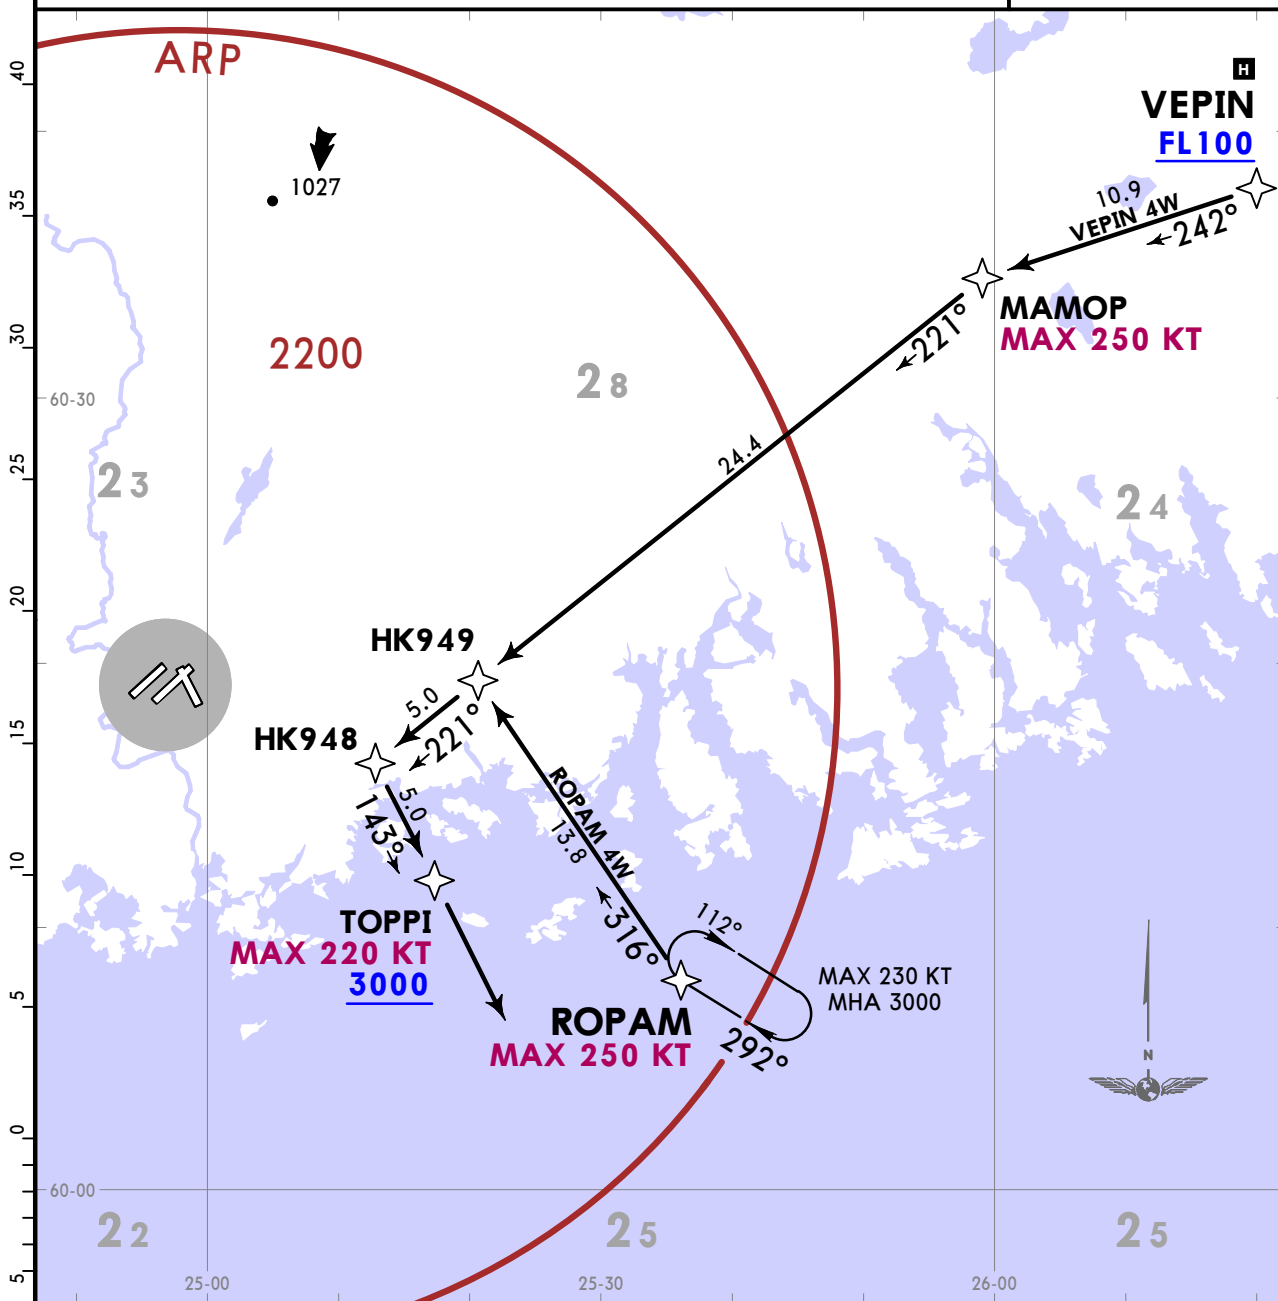 ARP
40
H
VEPIN
FL100
1027
10.9
VEPIN 4W
242°
35
MAMOP
MAX 250 KT
221°
30
2200
28
60-30
24.4
25
23
24
20
HK949
5.0
221°
HK948
15
5.0
143°
ROPAM 4W
13.8
316°
10
TOPPI
MAX 220 KT
3000
112°
MAX 230 KT
MHA 3000
5
ROPAM
MAX 250 KT
292°
N
0
60-00
22
25
25
5
25-00
25-30
26-00